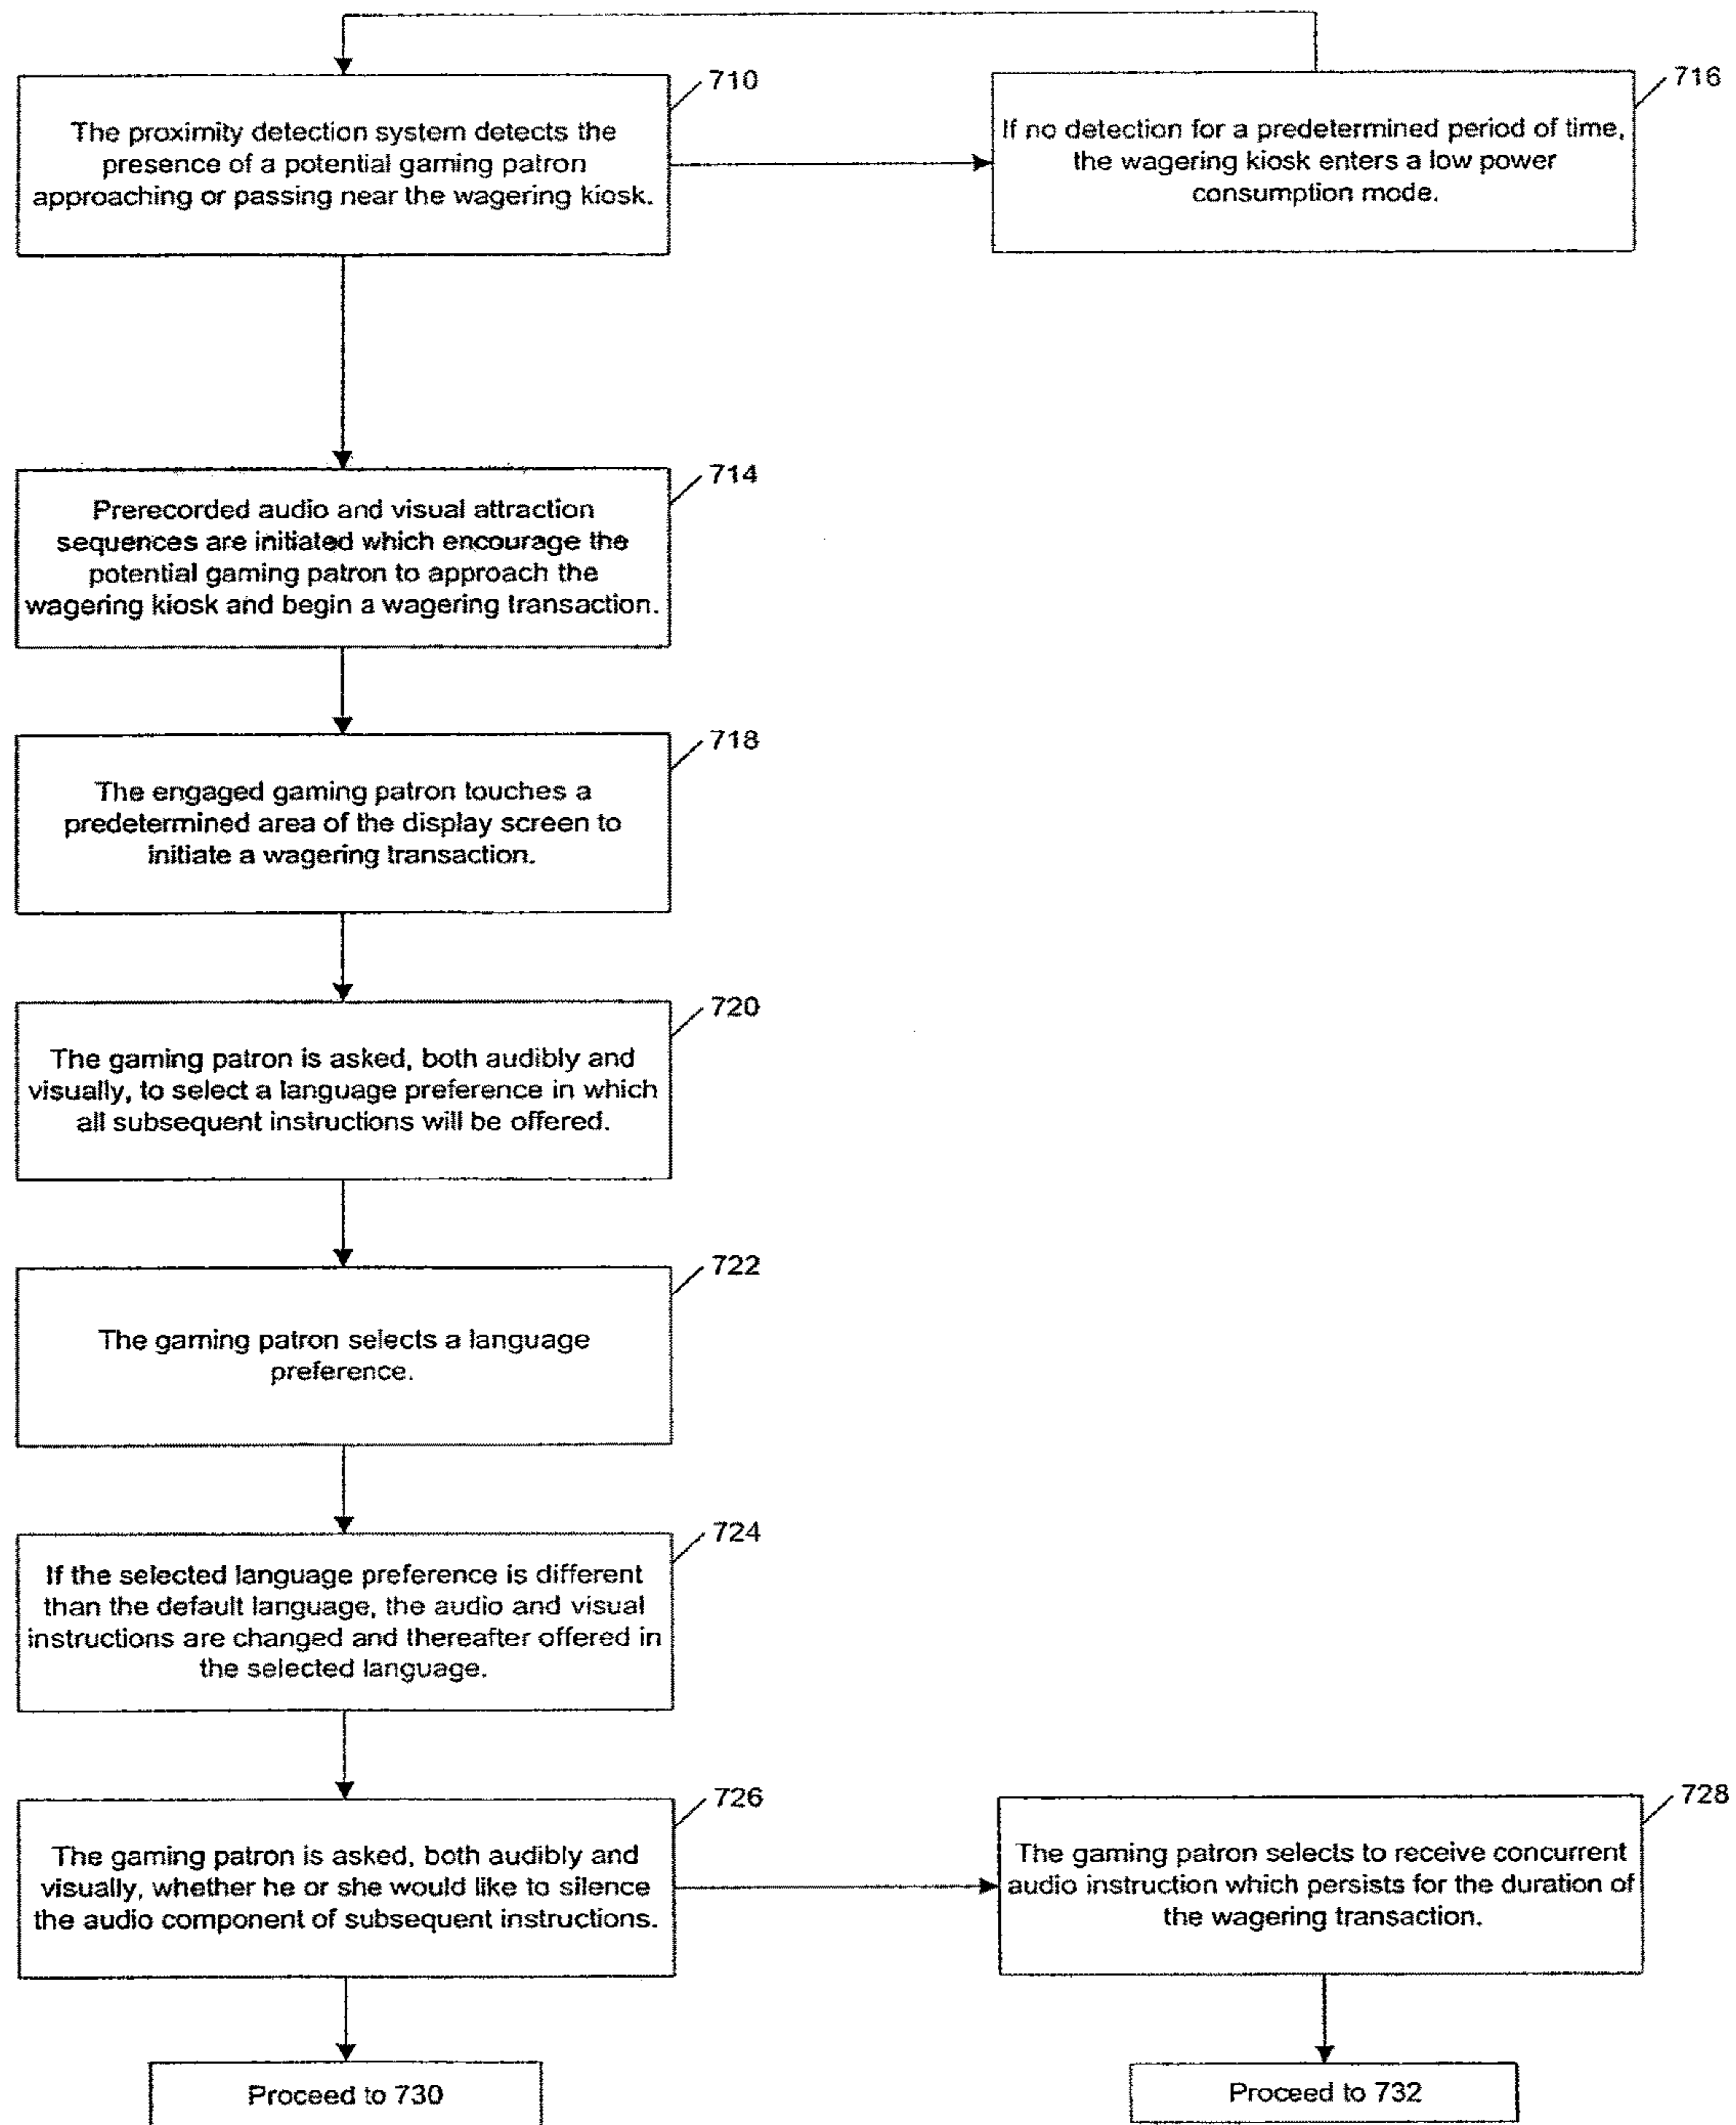 710
The proximity detection system detects the
presence of a potential gaming patron
approaching or passing near the wagering kiosk.
716
If no detection for a predetermined period of time,
the wagering kiosk enters a low power
consumption mode.
714
Prerecorded audio and visual attraction
sequences are initiated which encourage the
potential gaming patron to approach the
wagering kiosk and begin a wagering transaction.
718
The engaged gaming patron touches a
predetermined area of the display screen to
initiate a wagering transaction.
720
The gaming patron is asked, both audibly and
visually, to select a language preference in which
all subsequent instructions will be offered.
722
The gaming patron selects a language
preference.
724
If the selected language preference is different
than the default language, the audio and visual
instructions are changed and thereafter offered in
the selected language.
726
The gaming patron is asked, both audibly and
visually, whether he or she would like to silence
the audio component of subsequent instructions.
728
The gaming patron selects to receive concurrent
audio instruction which persists for the duration of
the wagering transaction.
Proceed to 730
Proceed to 732